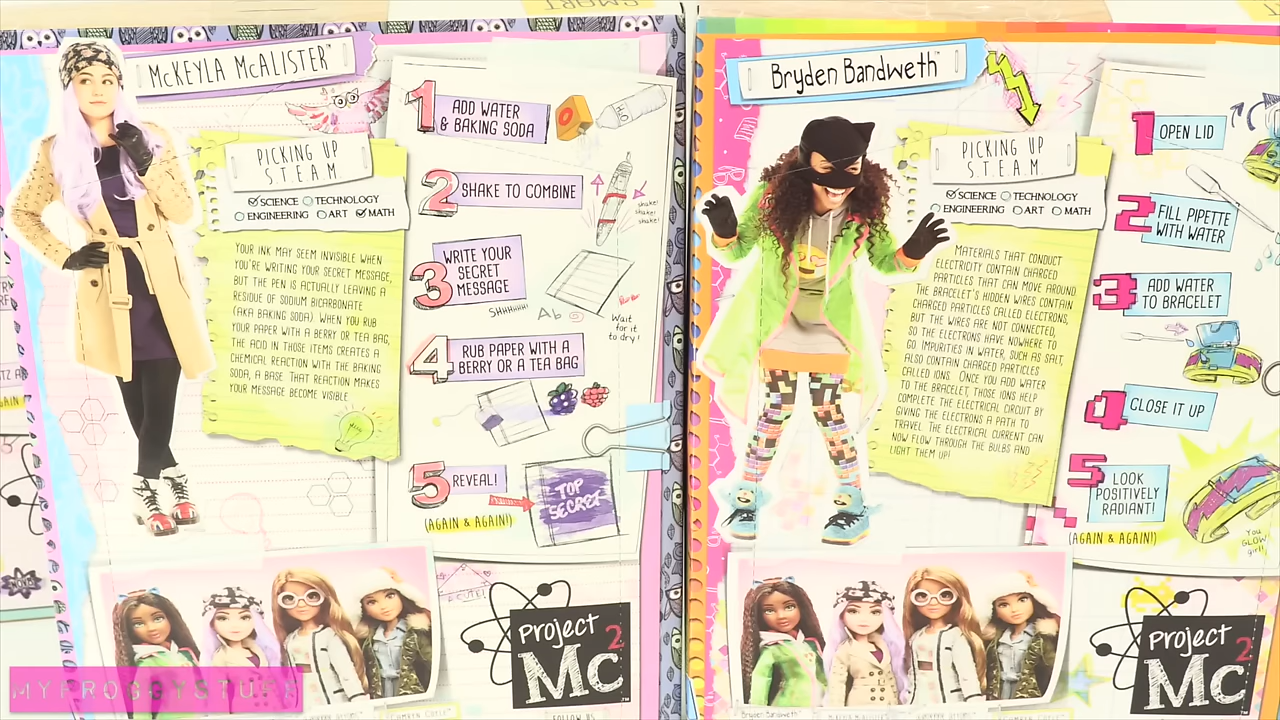 McKEYLA McALISTER™
PICKING UP
S.T.E.A.M.
SCIENCE TECHNOLOGY
ENGINEERING ART MATH
YOUR INK MAY SEEM INVISIBLE WHEN
YOU'RE WRITING YOUR SECRET MESSAGE,
BUT THE PEN IS ACTUALLY LEAVING A
RESIDUE OF SODIUM BICARBONATE
(AKA BAKING SODA). WHEN YOU RUB
YOUR PAPER WITH A BERRY OR TEA BAG,
THE ACID IN THOSE ITEMS CREATES A
CHEMICAL REACTION WITH THE BAKING
SODA, A BASE. THAT REACTION MAKES
YOUR MESSAGE BECOME VISIBLE.
1 ADD WATER
& BAKING SODA
2 SHAKE TO COMBINE
shake!
shake!
shake!
3 WRITE YOUR
SECRET
MESSAGE
SHHHHHH!
Ab
Wait
for it
to dry!
4 RUB PAPER WITH A
BERRY OR A TEA BAG
5 REVEAL!
(AGAIN & AGAIN!)
TOP
SECRET
Project
Mc2™
MYFROGGYSTUFF
Bryden Bandweth™
PICKING UP
S.T.E.A.M.
SCIENCE TECHNOLOGY
ENGINEERING ART MATH
MATERIALS THAT CONDUCT
ELECTRICITY CONTAIN CHARGED
PARTICLES THAT CAN MOVE AROUND.
THE BRACELET'S HIDDEN WIRES CONTAIN
CHARGED PARTICLES CALLED ELECTRONS,
BUT THE WIRES ARE NOT CONNECTED,
SO THE ELECTRONS HAVE NOWHERE TO
GO. IMPURITIES IN WATER, SUCH AS SALT,
ALSO CONTAIN CHARGED PARTICLES
CALLED IONS. ONCE YOU ADD WATER
TO THE BRACELET, THOSE IONS HELP
COMPLETE THE ELECTRICAL CIRCUIT BY
GIVING THE ELECTRONS A PATH TO
TRAVEL. THE ELECTRICAL CURRENT CAN
NOW FLOW THROUGH THE BULBS AND
LIGHT THEM UP!
1 OPEN LID
2 FILL PIPETTE
WITH WATER
3 ADD WATER
TO BRACELET
4 CLOSE IT UP
5 LOOK
POSITIVELY
RADIANT!
(AGAIN & AGAIN!)
You
GLOW
girl!
Project
Mc2™